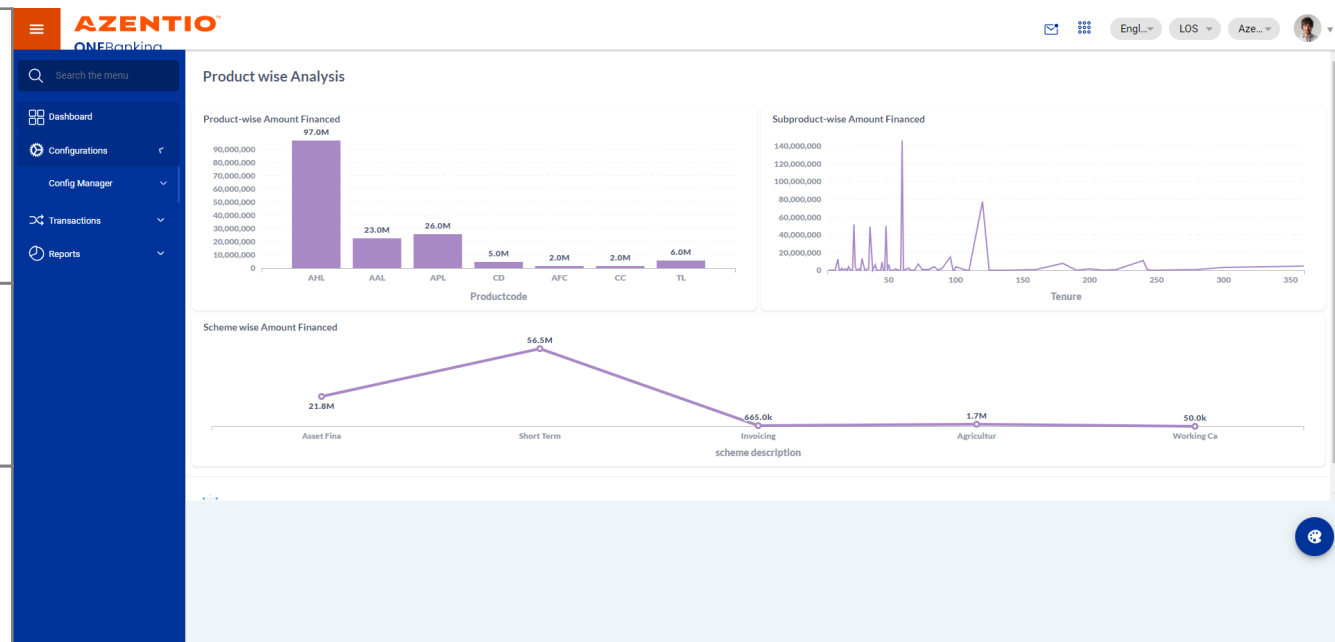 AZENTIO
ONEBanking
Engl...
LOS
Aze...
Search the menu
Dashboard
Configurations
Config Manager
Transactions
Reports
Product wise Analysis
Product-wise Amount Financed
97.0M
90,000,000
80,000,000
70,000,000
60,000,000
50,000,000
40,000,000
30,000,000
20,000,000
10,000,000
0
23.0M
26.0M
5.0M
2.0M
2.0M
6.0M
AHL AAL APL CD AFC CC TL
Productcode
Subproduct-wise Amount Financed
140,000,000
120,000,000
100,000,000
80,000,000
60,000,000
40,000,000
20,000,000
0
50 100 150 200 250 300 350
Tenure
Scheme wise Amount Financed
56.5M
21.8M
665.0k
1.7M
50.0k
Asset Fina Short Term Invoicing Agricultur Working Ca
scheme description